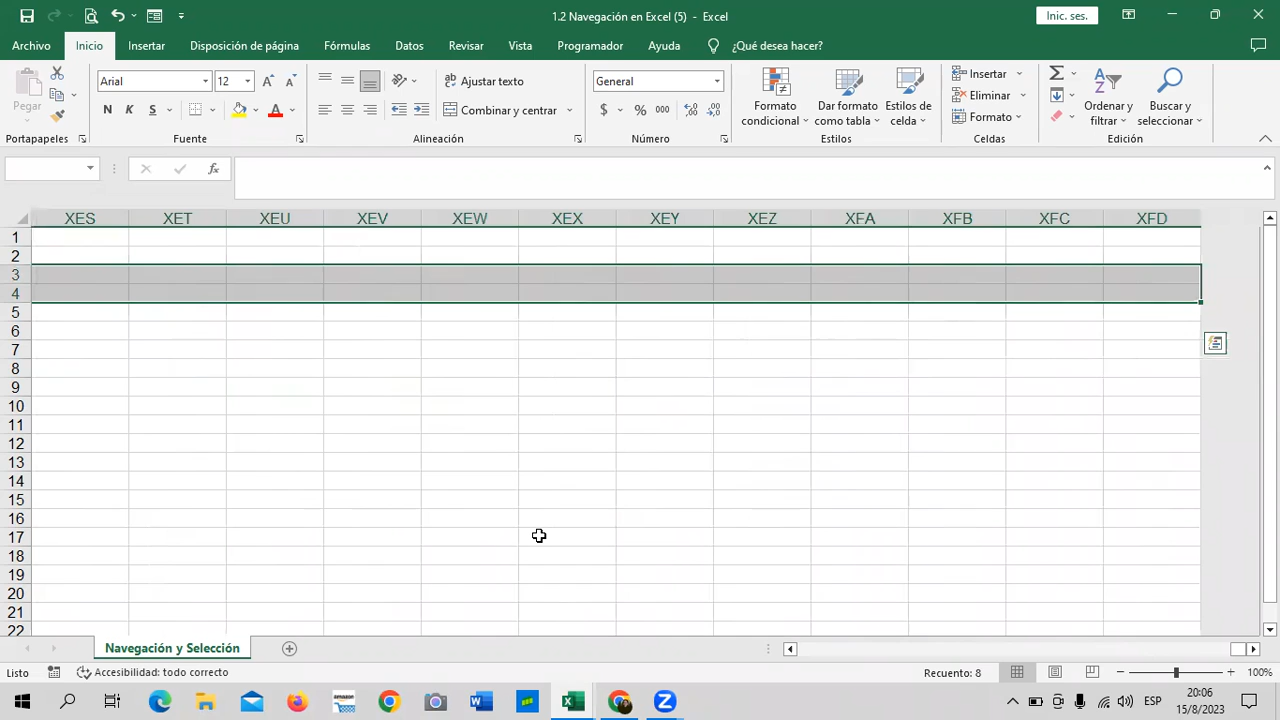 1.2 Navegación en Excel (5) - Excel
Inic. ses.
Archivo Inicio Insertar Disposición de página Fórmulas Datos Revisar Vista Programador Ayuda ¿Qué desea hacer?
Pegar
Portapapeles
Arial 12
N K S
Fuente
Ajustar texto
Combinar y centrar
Alineación
General
$ % 000
Número
Formato condicional
Dar formato como tabla
Estilos de celda
Estilos
Insertar
Eliminar
Formato
Celdas
Ordenar y filtrar
Buscar y seleccionar
Edición
fx
XES XET XEU XEV XEW XEX XEY XEZ XFA XFB XFC XFD
1
2
3
4
5
6
7
8
9
10
11
12
13
14
15
16
17
18
19
20
21
22
Navegación y Selección
Listo Accesibilidad: todo correcto Recuento: 8 100%
ESP 20:06
15/8/2023